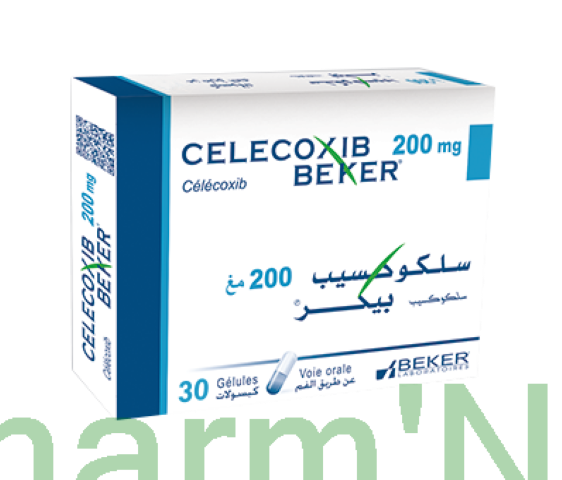 CELECOXIB 200 mg
BEKER®
Célécoxib
سلكوكسيب 200 مغ
بيكر®
سلكوكسيب
30 Gélules
كبسولات
Voie orale
عن طريق الفم
BEKER
LABORATOIRES
CELECOXIB 200 mg
BEKER®
Célécoxib
harm'N